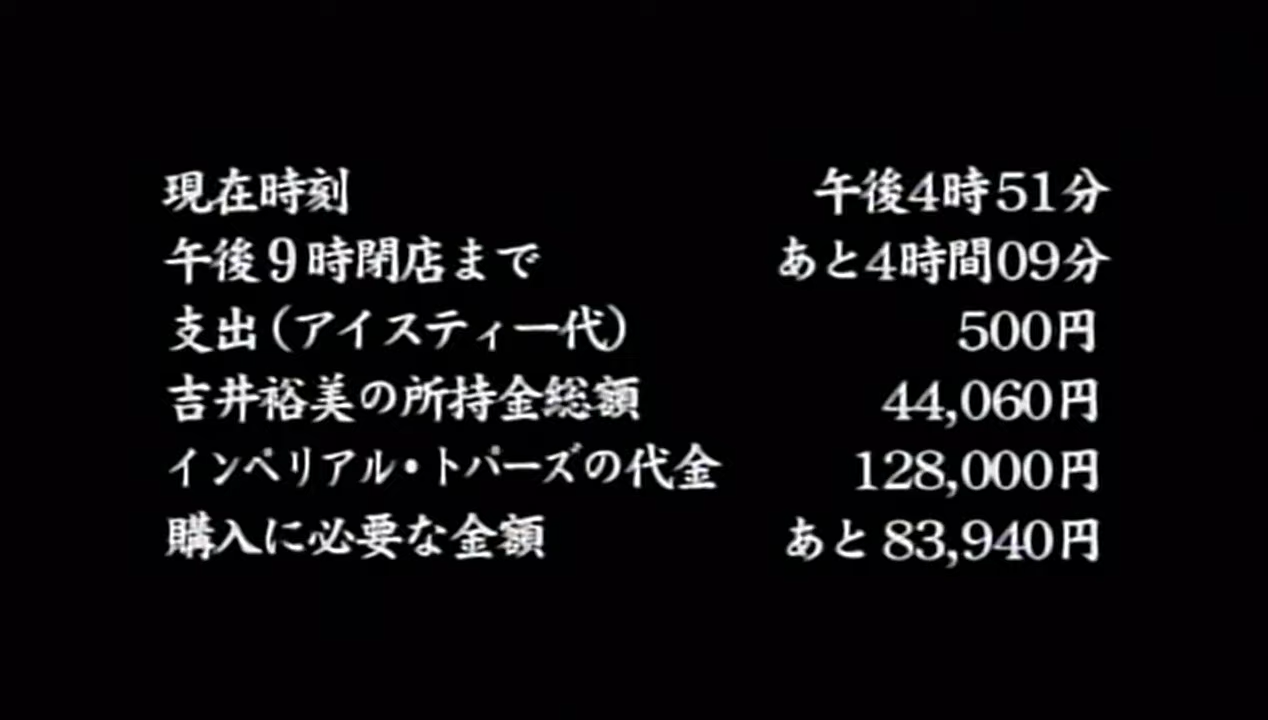 現在時刻 午後4時51分
午後9時閉店まで あと4時間09分
支出(アイスティー代) 500円
吉井裕美の所持金総額 44,060円
インペリアル・トパーズの代金 128,000円
購入に必要な金額 あと83,940円